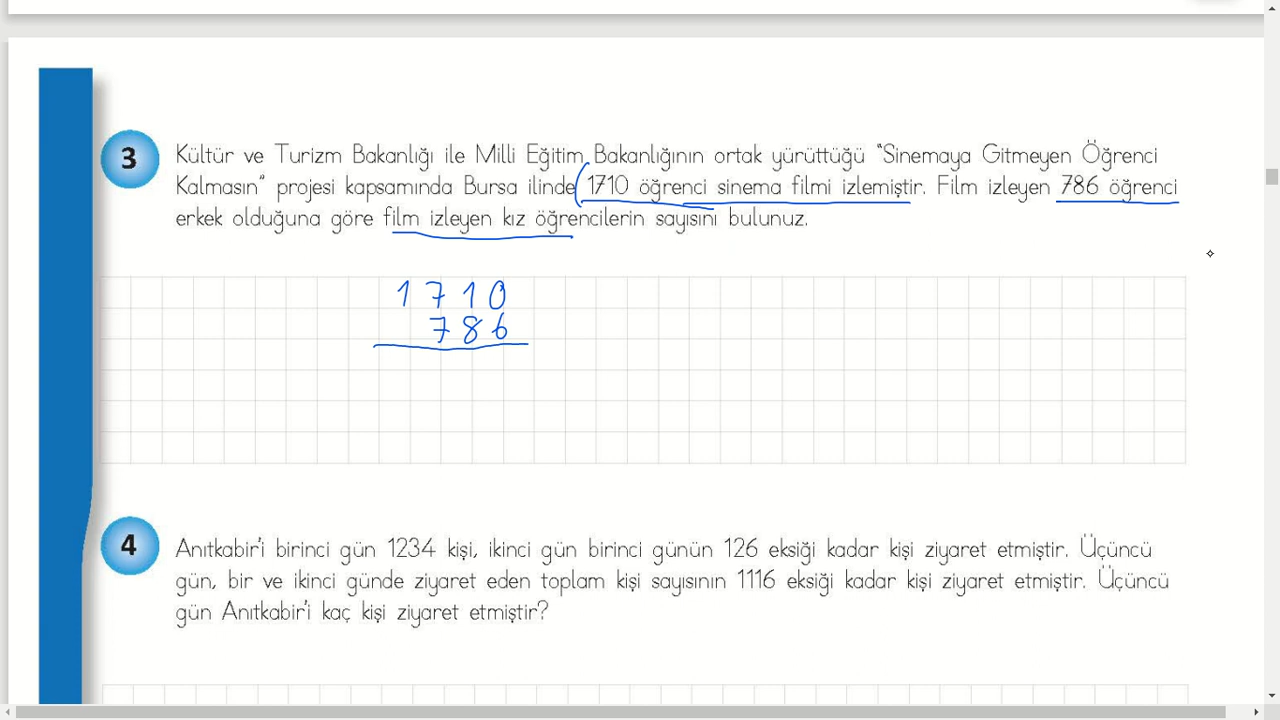 3
Kültür ve Turizm Bakanlığı ile Milli Eğitim Bakanlığının ortak yürüttüğü “Sinemaya Gitmeyen Öğrenci
Kalmasın” projesi kapsamında Bursa ilinde 1710 öğrenci sinema filmi izlemiştir. Film izleyen 786 öğrenci
erkek olduğuna göre film izleyen kız öğrencilerin sayısını bulunuz.
1710
786
4
Anıtkabir'i birinci gün 1234 kişi, ikinci gün birinci günün 126 eksiği kadar kişi ziyaret etmiştir. Üçüncü
gün, bir ve ikinci günde ziyaret eden toplam kişi sayısının 1116 eksiği kadar kişi ziyaret etmiştir. Üçüncü
gün Anıtkabir'i kaç kişi ziyaret etmiştir?